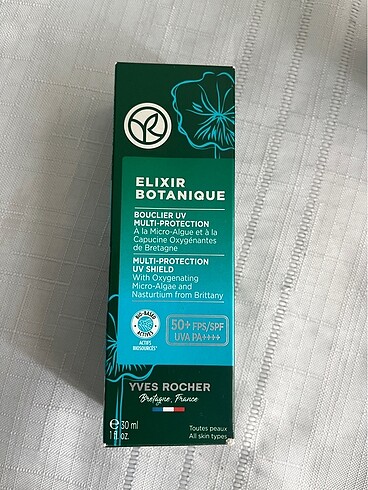 ELIXIR
BOTANIQUE
BOUCLIER UV
MULTI-PROTECTION
A la Micro-Algue et à la
Capucine Oxygénantes
de Bretagne
MULTI-PROTECTION
UV SHIELD
With Oxygenating
Micro-Algae and
Nasturtium from Brittany
BIO-BASED
ACTIVES
ACTIFS
BIOSOURCÉS*
50+ FPS/SPF
UVA PA++++
YVES ROCHER
Bretagne, France
℮ 30 ml
1 fl. oz.
Toutes peaux
All skin types